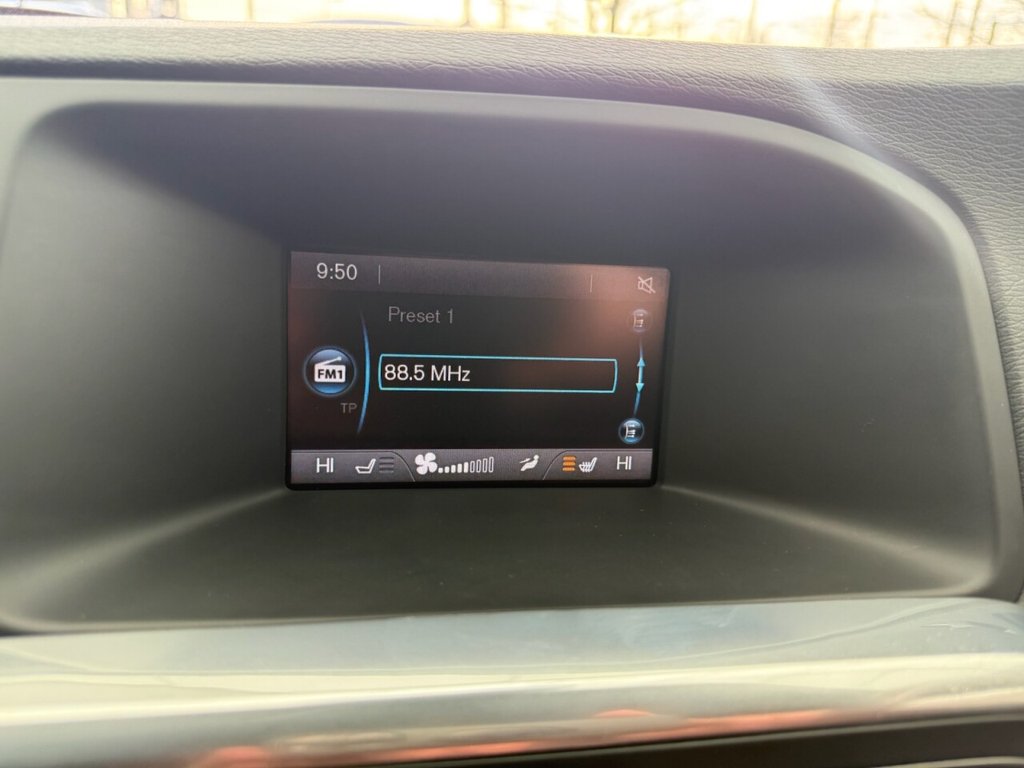 9:50
Preset 1
FM1
88.5 MHz
TP
HI
HI